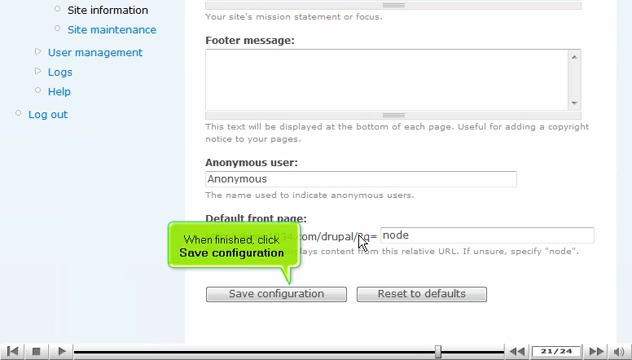 Site information
Site maintenance
User management
Logs
Help
Log out
Your site's mission statement or focus.
Footer message:
This text will be displayed at the bottom of each page. Useful for adding a copyright
notice to your pages.
Anonymous user:
Anonymous
The name used to indicate anonymous users.
Default front page:
.com/drupal/?q= node
When finished, click
Save configuration
content from this relative URL. If unsure, specify "node".
Save configuration
Reset to defaults
21/24